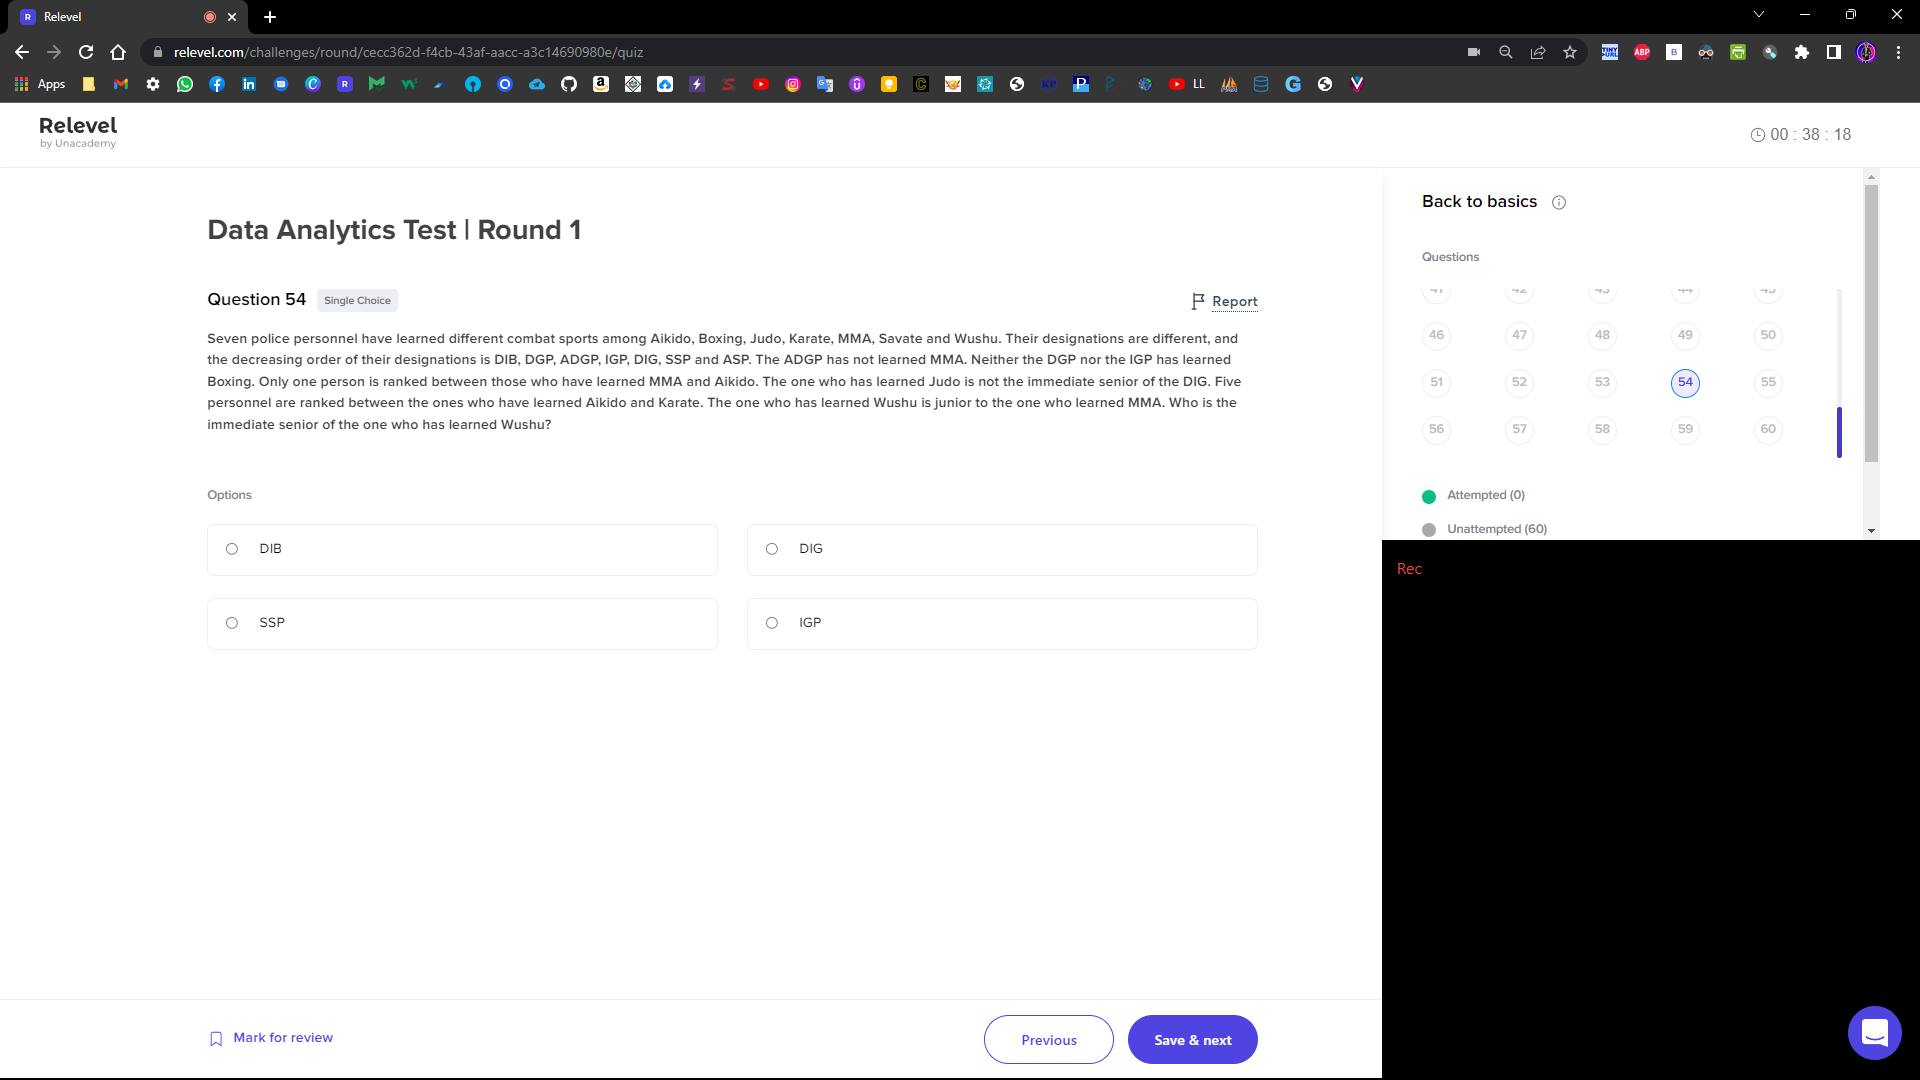 Relevel
relevel.com/challenges/round/cecc362d-f4cb-43af-aacc-a3c14690980e/quiz
Apps
LL
Relevel
by Unacademy
00 : 38 : 18
Data Analytics Test | Round 1
Question 54
Single Choice
Report
Seven police personnel have learned different combat sports among Aikido, Boxing, Judo, Karate, MMA, Savate and Wushu. Their designations are different, and
the decreasing order of their designations is DIB, DGP, ADGP, IGP, DIG, SSP and ASP. The ADGP has not learned MMA. Neither the DGP nor the IGP has learned
Boxing. Only one person is ranked between those who have learned MMA and Aikido. The one who has learned Judo is not the immediate senior of the DIG. Five
personnel are ranked between the ones who have learned Aikido and Karate. The one who has learned Wushu is junior to the one who learned MMA. Who is the
immediate senior of the one who has learned Wushu?
Options
DIB
DIG
SSP
IGP
Mark for review
Previous
Save & next
Back to basics
Questions
41 42 43 44 45
46 47 48 49 50
51 52 53 54 55
56 57 58 59 60
Attempted (0)
Unattempted (60)
Rec